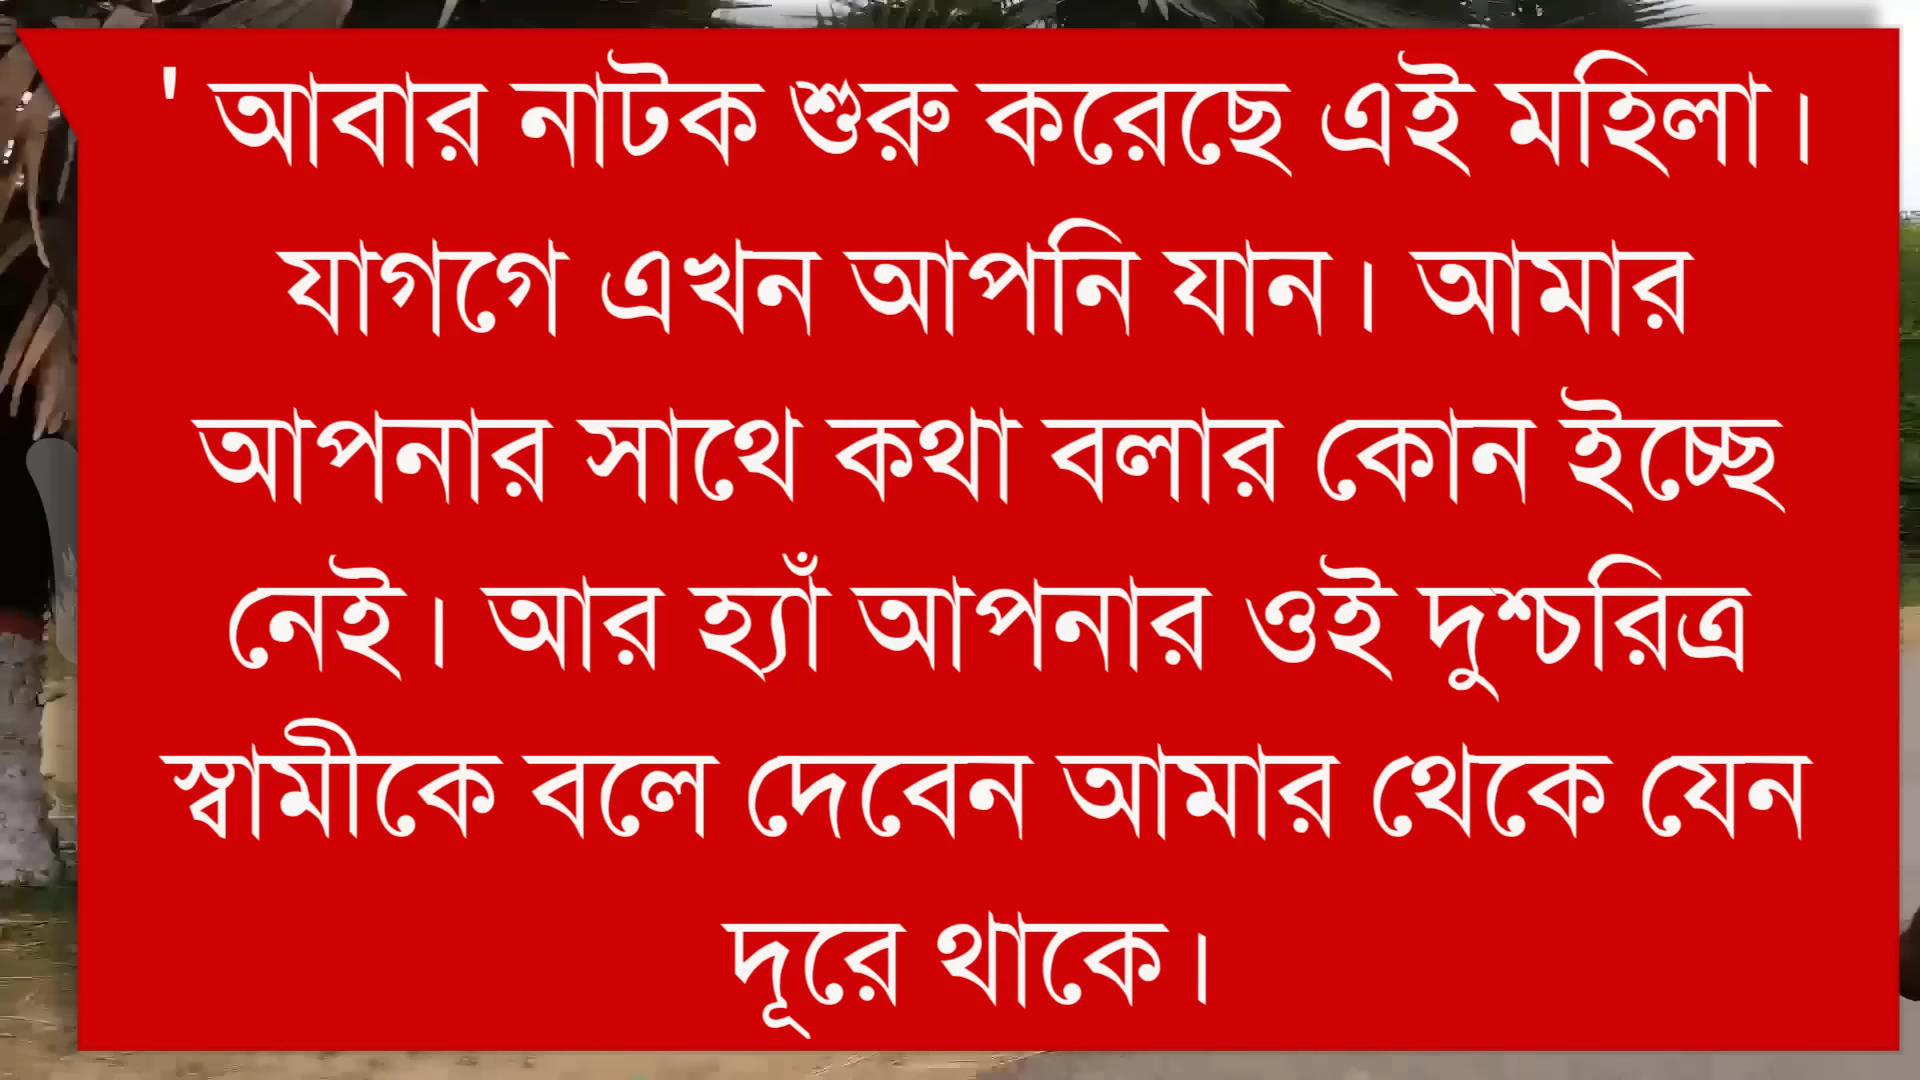 ' আবার নাটক শুরু করেছে এই মহিলা।
যাগগে এখন আপনি যান। আমার
আপনার সাথে কথা বলার কোন ইচ্ছে
নেই। আর হ্যাঁ আপনার ওই দুশ্চরিত্র
স্বামীকে বলে দেবেন আমার থেকে যেন
দূরে থাকে।